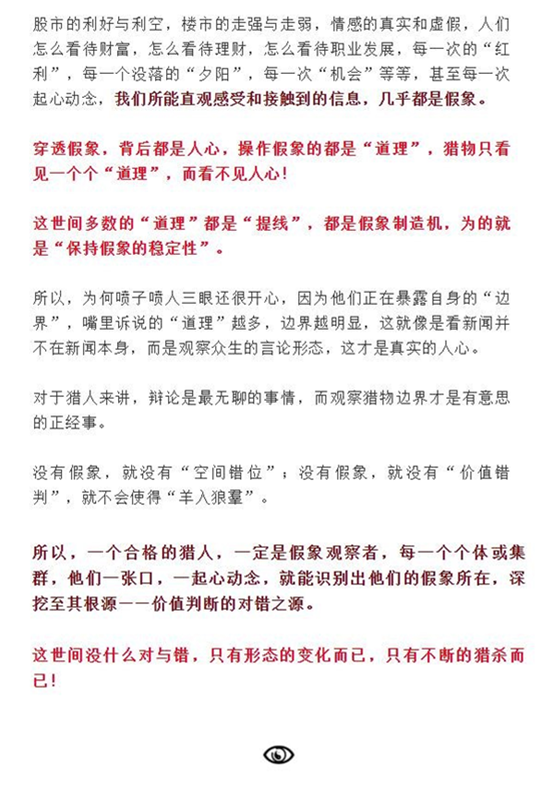 股市的利好与利空，楼市的走强与走弱，情感的真实和虚假，人们
怎么看待财富，怎么看待理财，怎么看待职业发展，每一次的“红
利”，每一个没落的“夕阳”，每一次“机会”等等，甚至每一次
起心动念，我们所能直观感受和接触到的信息，几乎都是假象。
穿透假象，背后都是人心，操作假象的都是“道理”，猎物只看
见一个个“道理”，而看不见人心！
这世间多数的“道理”都是“提线”，都是假象制造机，为的就
是“保持假象的稳定性”。
所以，为何喷子喷人三眼还很开心，因为他们正在暴露自身的“边
界”，嘴里诉说的“道理”越多，边界越明显，这就像是看新闻并
不在新闻本身，而是观察众生的言论形态，这才是真实的人心。
对于猎人来讲，辩论是最无聊的事情，而观察猎物边界才是有意思
的正经事。
没有假象，就没有“空间错位”；没有假象，就没有“价值错
判”，就不会使得“羊入狼羣”。
所以，一个合格的猎人，一定是假象观察者，每一个个体或集
群，他们一张口，一起心动念，就能识别出他们的假象所在，深
挖至其根源——价值判断的对错之源。
这世间没什么对与错，只有形态的变化而已，只有不断的猎杀而
已！